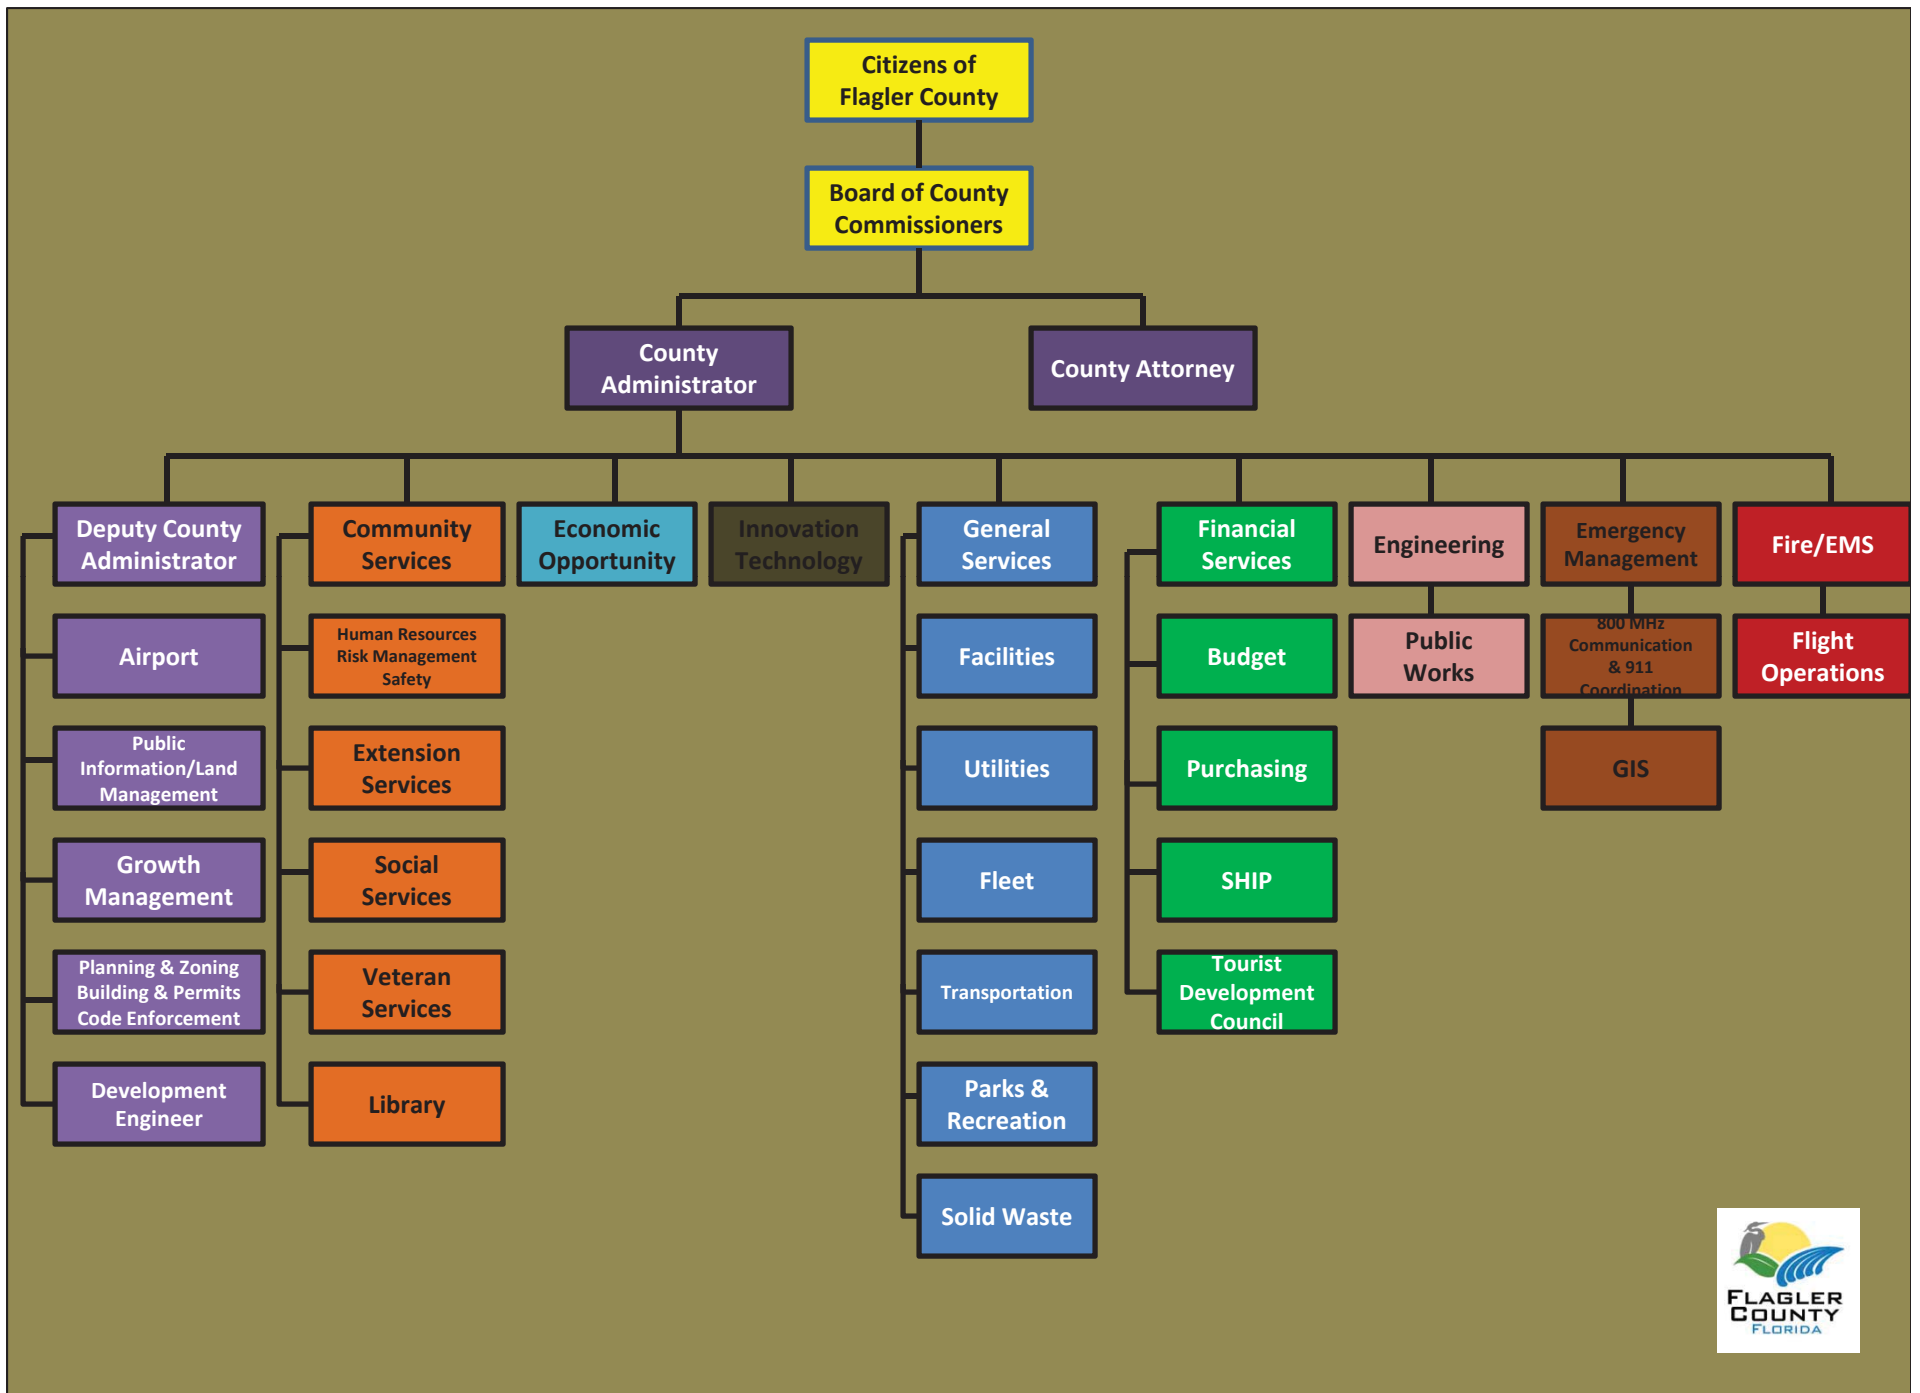 Citizens of
Flagler County
Board of County
Commissioners
County
Administrator
County Attorney
Deputy County
Administrator
Community
Services
Economic
Opportunity
Innovation
Technology
General
Services
Financial
Services
Engineering
Emergency
Management
Fire/EMS
Airport
Human Resources
Risk Management
Safety
Facilities
Budget
Public
Works
800 MHz
Communication
& 911
Coordination
Flight
Operations
Public
Information/Land
Management
Extension
Services
Utilities
Purchasing
GIS
Growth
Management
Social
Services
Fleet
SHIP
Planning & Zoning
Building & Permits
Code Enforcement
Veteran
Services
Transportation
Tourist
Development
Council
Development
Engineer
Library
Parks &
Recreation
Solid Waste
FLAGLER
COUNTY
FLORIDA